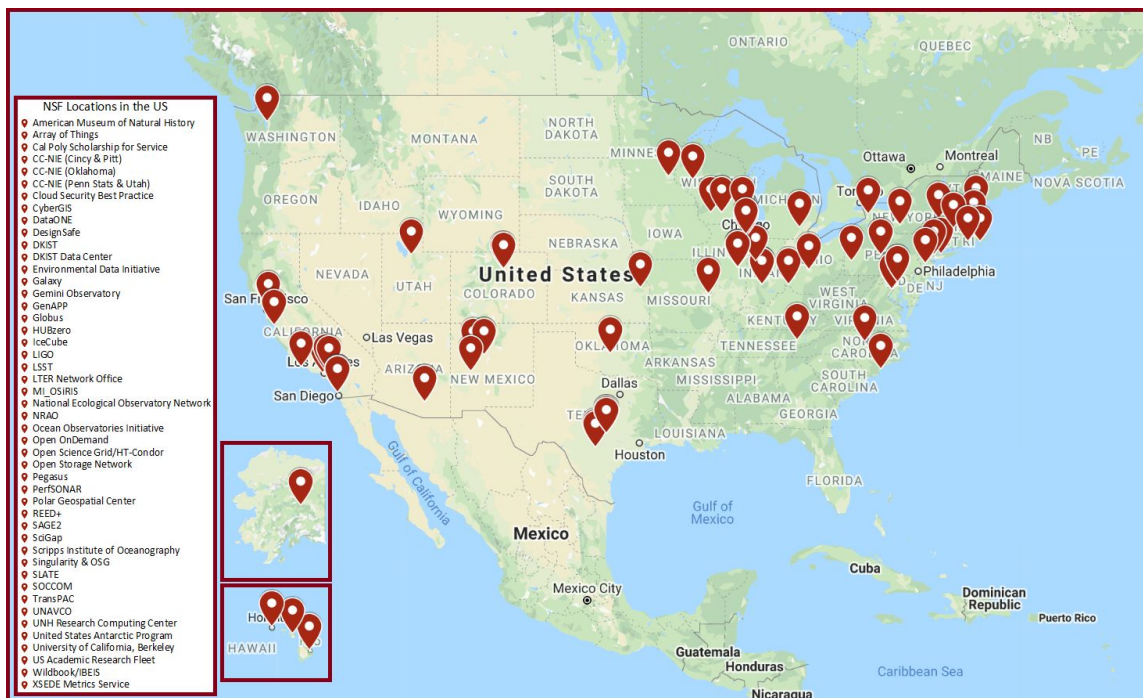 NSF Locations in the US
American Museum of Natural History
Array of Things
Cal Poly Scholarship for Service
CC-NIE (Cincy & Pitt)
CC-NIE (Oklahoma)
CC-NIE (Penn Stats & Utah)
Cloud Security Best Practice
CyberGIS
DataONE
DesignSafe
DKIST
DKIST Data Center
Environmental Data Initiative
Galaxy
Gemini Observatory
GenAPP
Globus
HUBzero
IceCube
LIGO
LSST
LTER Network Office
MI_OSiRIS
National Ecological Observatory Network
NRAO
Ocean Observatories Initiative
Open OnDemand
Open Science Grid/HT-Condor
Open Storage Network
Pegasus
PerfSONAR
Polar Geospatial Center
REED+
SAGE2
SciGap
Scripps Institute of Oceanography
Singularity & OSG
SLATE
SOCCOM
TransPAC
UNAVCO
UNH Research Computing Center
United States Antarctic Program
University of California, Berkeley
US Academic Research Fleet
Wildbook/IBEIS
XSEDE Metrics Service
ONTARIO
QUEBEC
NB
PE
NOVA SCOTIA
MAINE
Ottawa
Montreal
WASHINGTON
MONTANA
NORTH
DAKOTA
SOUTH
DAKOTA
OREGON
IDAHO
WYOMING
NEBRASKA
IOWA
NEVADA
UTAH
COLORADO
United States
KANSAS
MISSOURI
WEST
VIRGINIA
Philadelphia
DE
NJ
San
CALIFORNIA
Las Vegas
San Diego
NEW MEXICO
OKLAHOMA
ARKANSAS
TENNESSEE
MISSISSIPPI
ALABAMA
GEORGIA
SOUTH
CAROLINA
Dallas
LOUISIANA
Houston
FLORIDA
Gulf of
California
Gulf of
Mexico
Mexico
Mexico City
Cuba
Dominican
Republic
Puerto Rico
Guatemala
Honduras
Nicaragua
Caribbean Sea
HAWAII